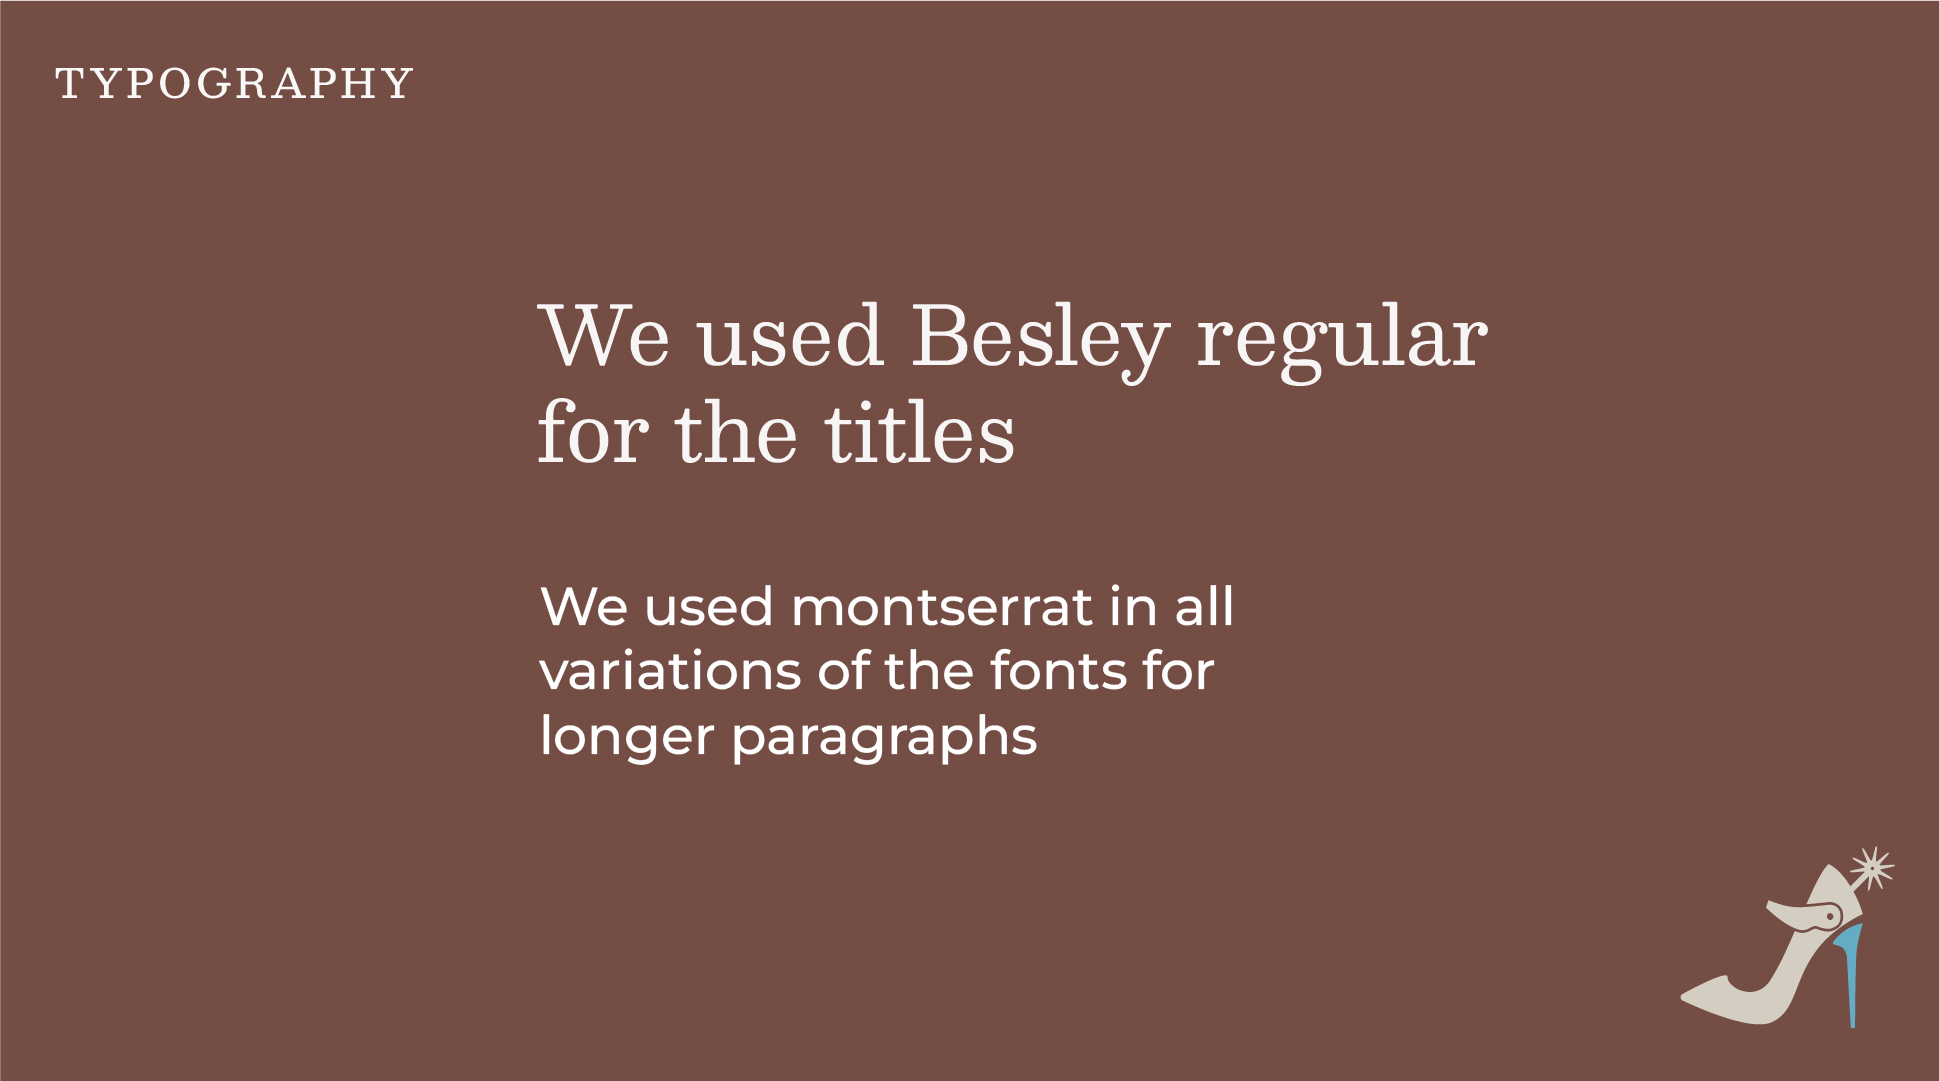 TYPOGRAPHY
We used Besley regular
for the titles
We used montserrat in all
variations of the fonts for
longer paragraphs